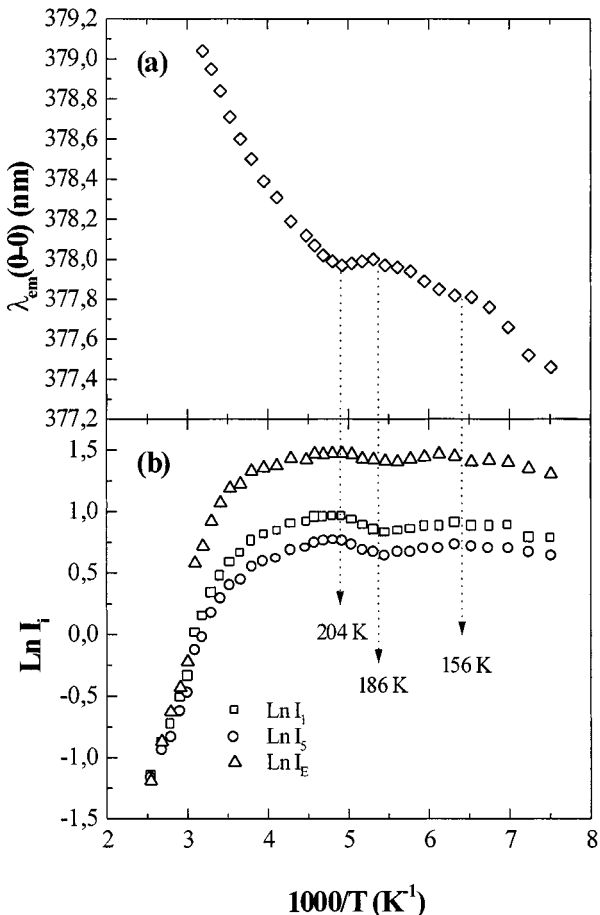 379,2
379,0
378,8
378,6
378,4
378,2
378,0
377,8
377,6
377,4
377,2
λem(0-0) (nm)
(a)
(b)
1,5
1,0
0,5
0,0
-0,5
-1,0
-1,5
Ln Ii
204 K
186 K
156 K
Ln I1
Ln I5
Ln IE
2 3 4 5 6 7 8
1000/T (K-1)